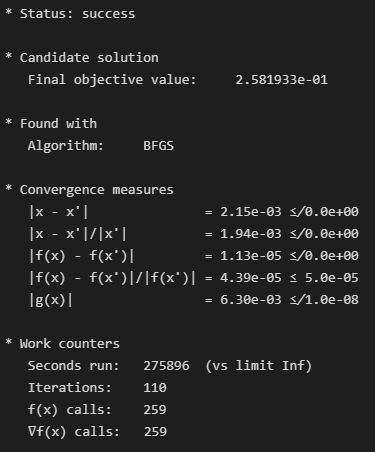 * Status: success
* Candidate solution
Final objective value: 2.581933e-01
* Found with
Algorithm: BFGS
* Convergence measures
|x - x'| = 2.15e-03 ≰ 0.0e+00
|x - x'|/|x'| = 1.94e-03 ≰ 0.0e+00
|f(x) - f(x')| = 1.13e-05 ≰ 0.0e+00
|f(x) - f(x')|/|f(x')| = 4.39e-05 ≤ 5.0e-05
|g(x)| = 6.30e-03 ≰ 1.0e-08
* Work counters
Seconds run: 275896 (vs limit Inf)
Iterations: 110
f(x) calls: 259
∇f(x) calls: 259